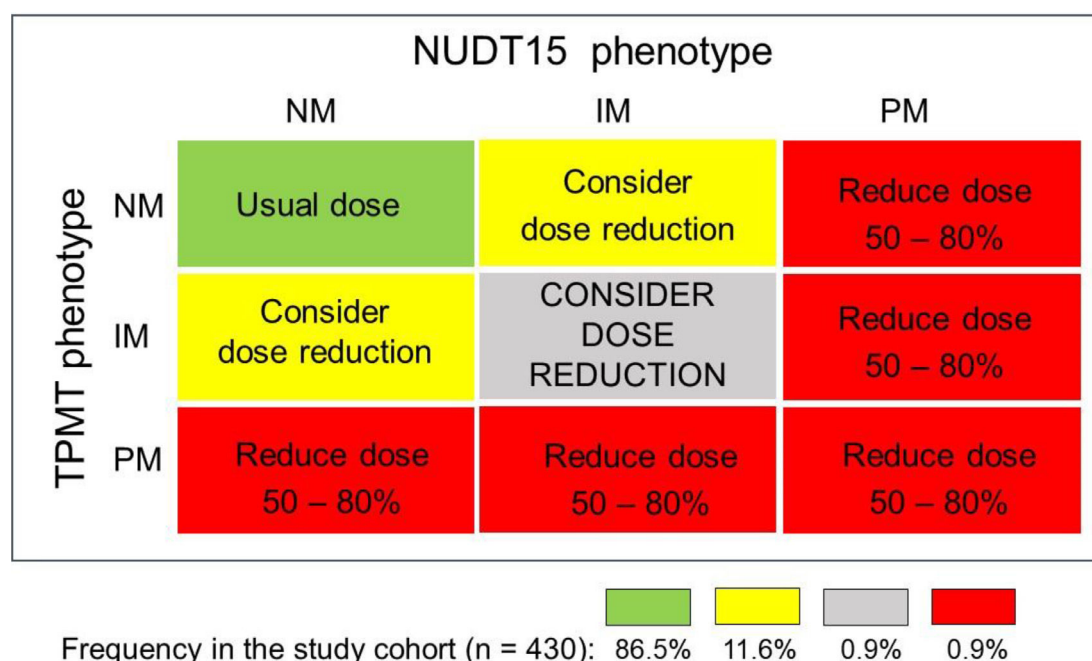 NUDT15 phenotype
NM IM PM
TPMT phenotype
NM
Usual dose
Consider
dose reduction
Reduce dose
50 – 80%
IM
Consider
dose reduction
CONSIDER
DOSE
REDUCTION
Reduce dose
50 – 80%
PM
Reduce dose
50 – 80%
Reduce dose
50 – 80%
Reduce dose
50 – 80%
Frequency in the study cohort (n = 430): 86.5% 11.6% 0.9% 0.9%